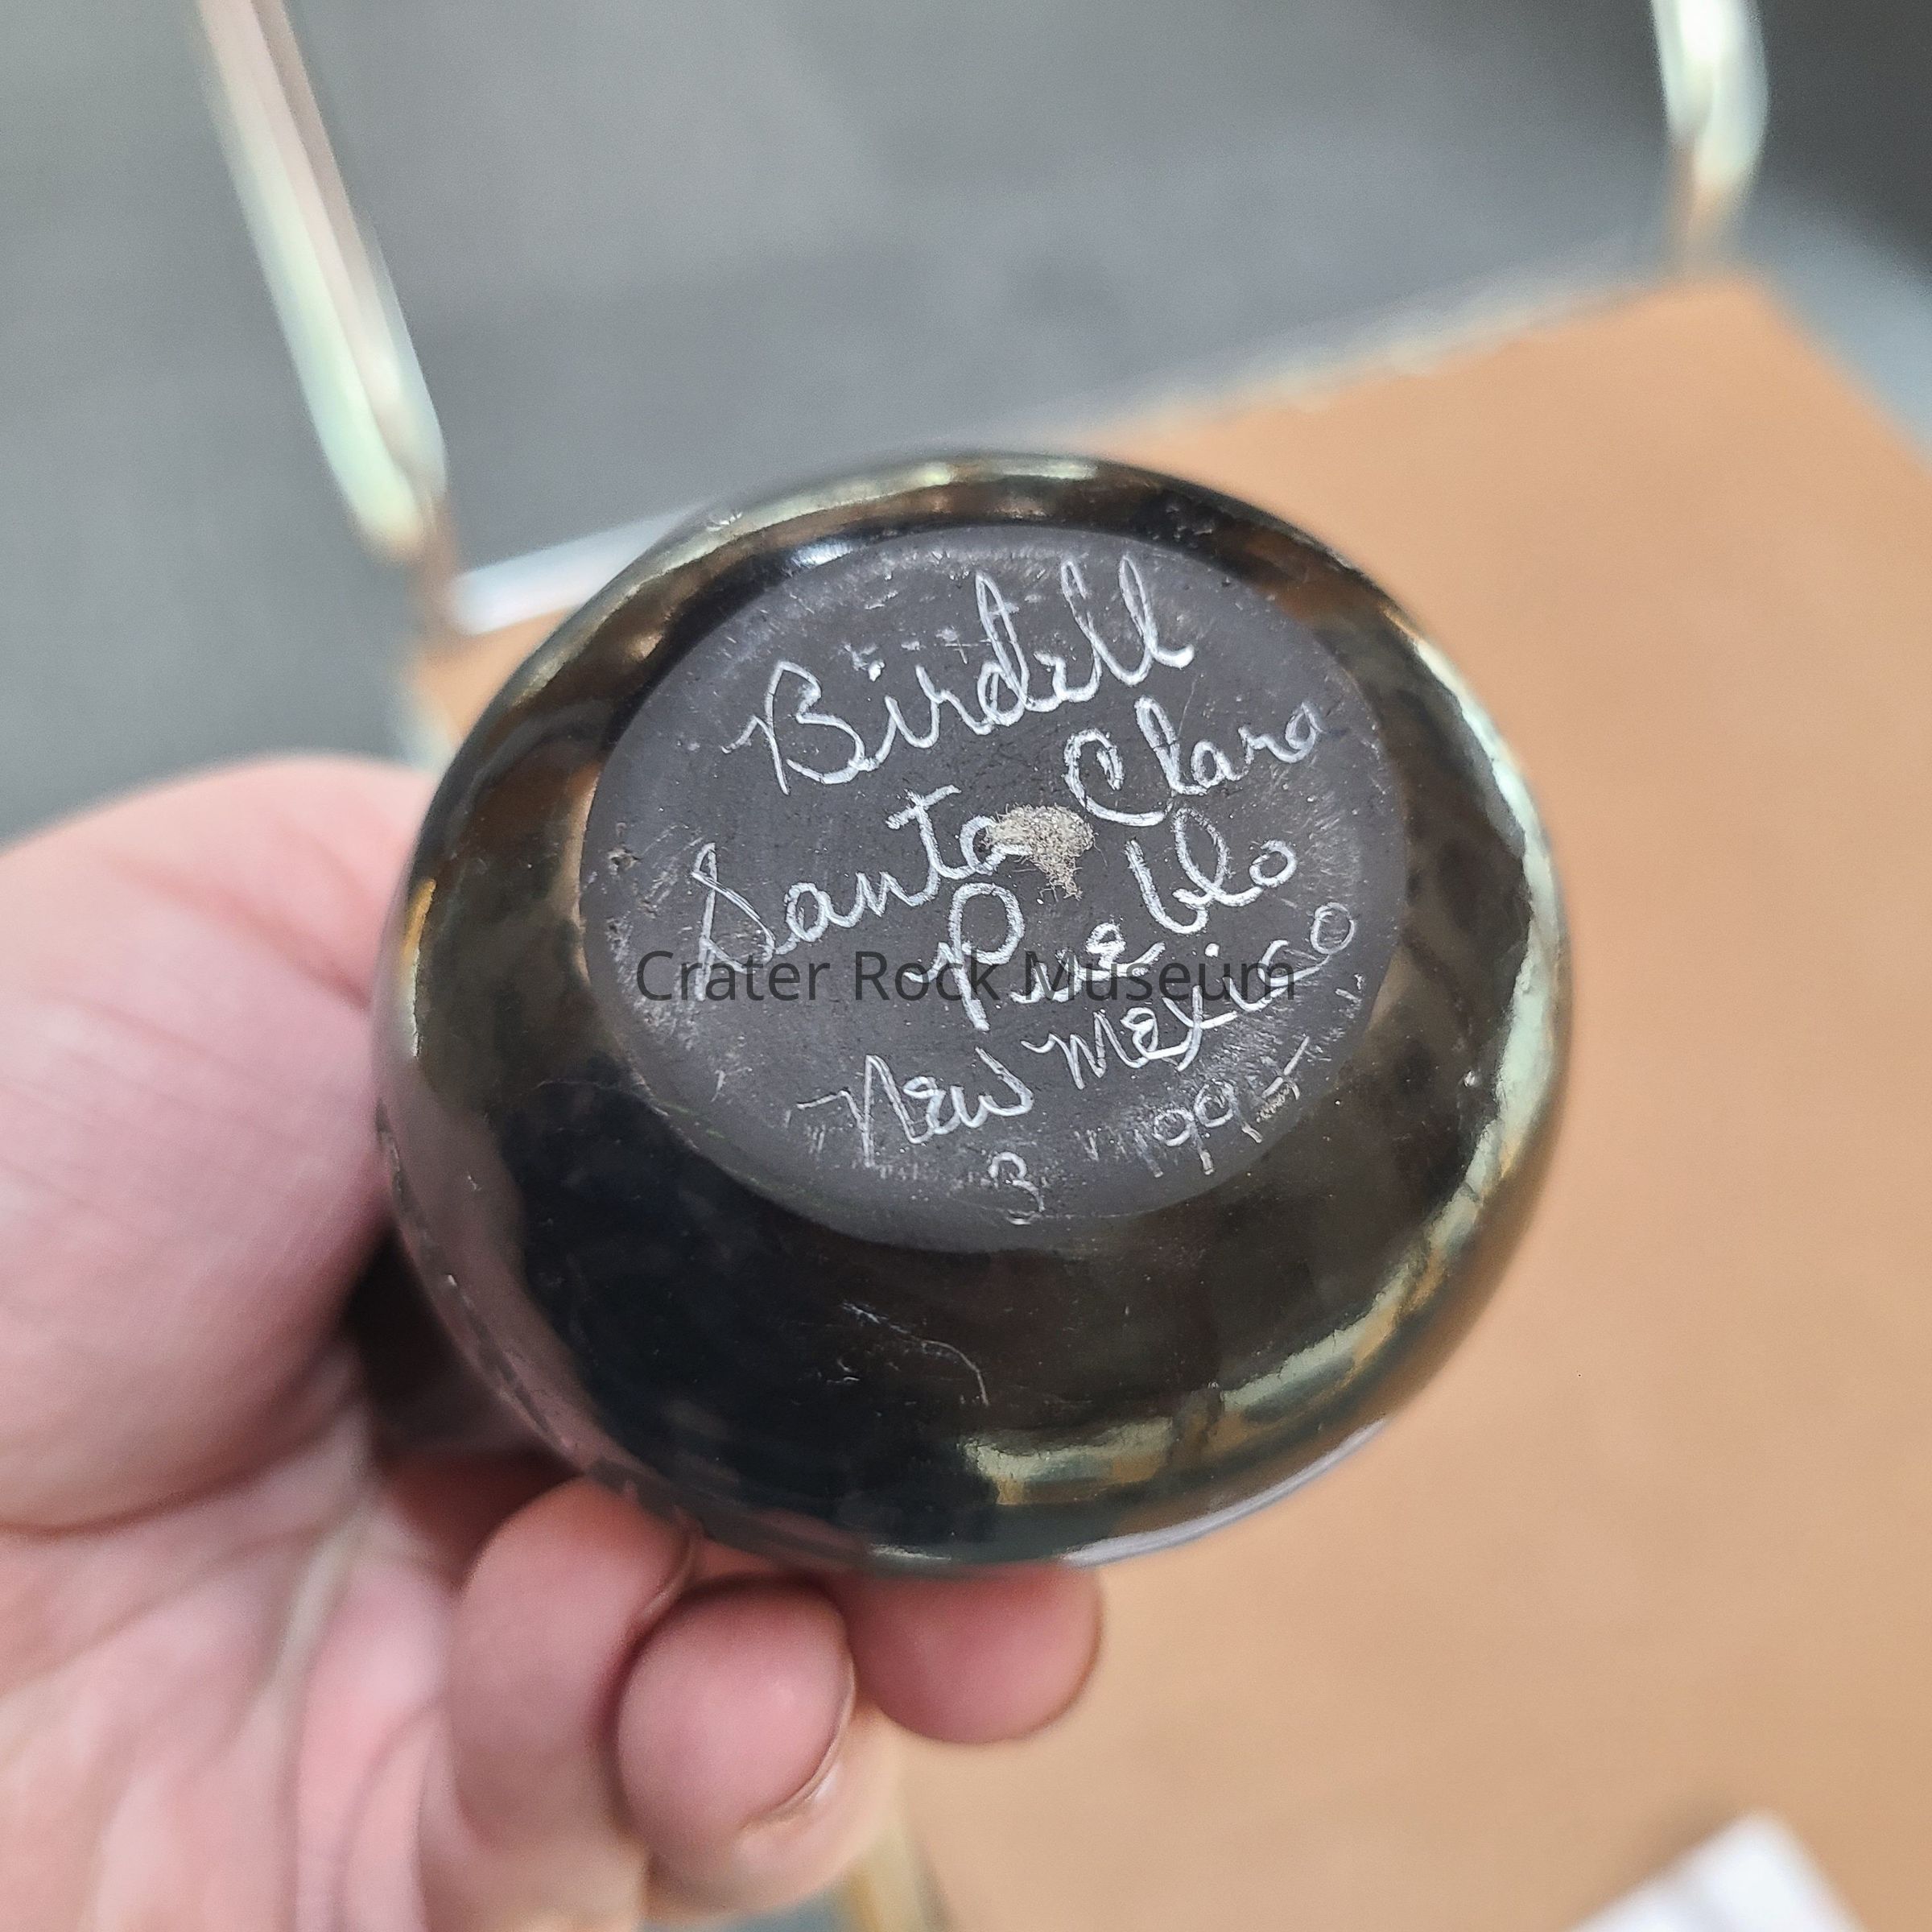 Birdell
Santa Clara
Pueblo
New Mexico
1995
3
Crater Rock Museum